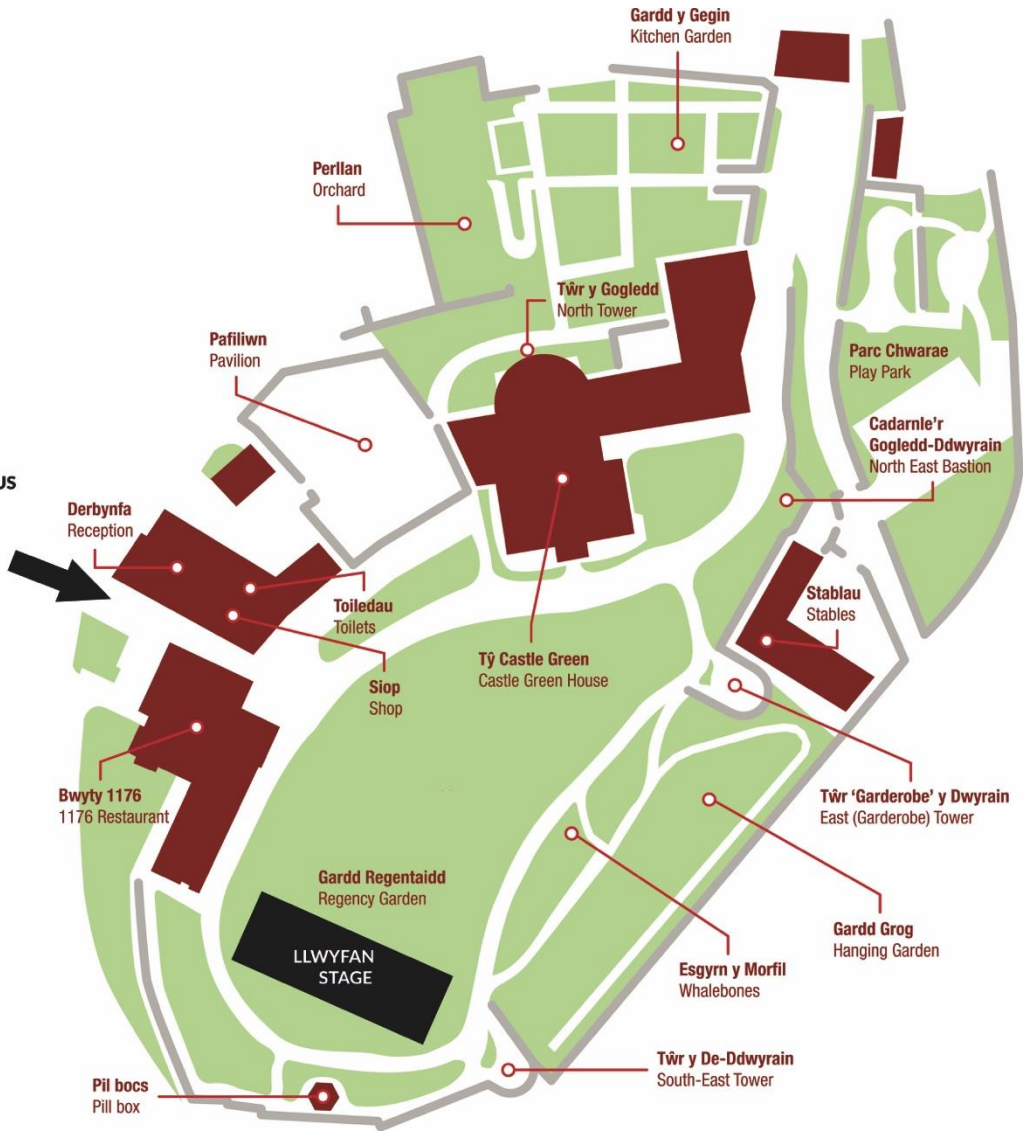 Gardd y Gegin
Kitchen Garden
Perllan
Orchard
Tŵr y Gogledd
North Tower
Pafiliwn
Pavilion
Parc Chwarae
Play Park
Cadarnle'r
Gogledd-Ddwyrain
North East Bastion
US
Derbynfa
Reception
Toiledau
Toilets
Stablau
Stables
Siop
Shop
Tŷ Castle Green
Castle Green House
Bwyty 1176
1176 Restaurant
Tŵr 'Garderobe' y Dwyrain
East (Garderobe) Tower
Gardd Regentaidd
Regency Garden
LLWYFAN
STAGE
Gardd Grog
Hanging Garden
Esgyrn y Morfil
Whalebones
Tŵr y De-Ddwyrain
South-East Tower
Pil bocs
Pill box